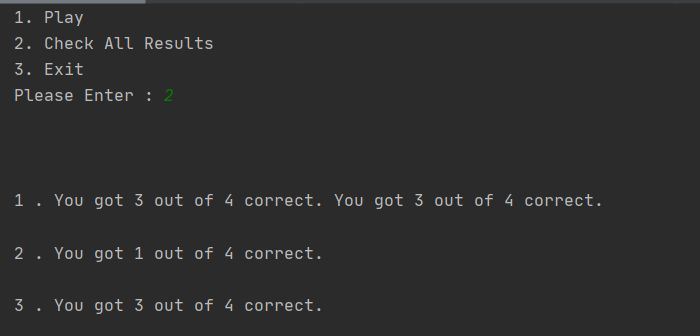 1. Play
2. Check All Results
3. Exit
Please Enter : 2
1 . You got 3 out of 4 correct. You got 3 out of 4 correct.
2 . You got 1 out of 4 correct.
3 . You got 3 out of 4 correct.